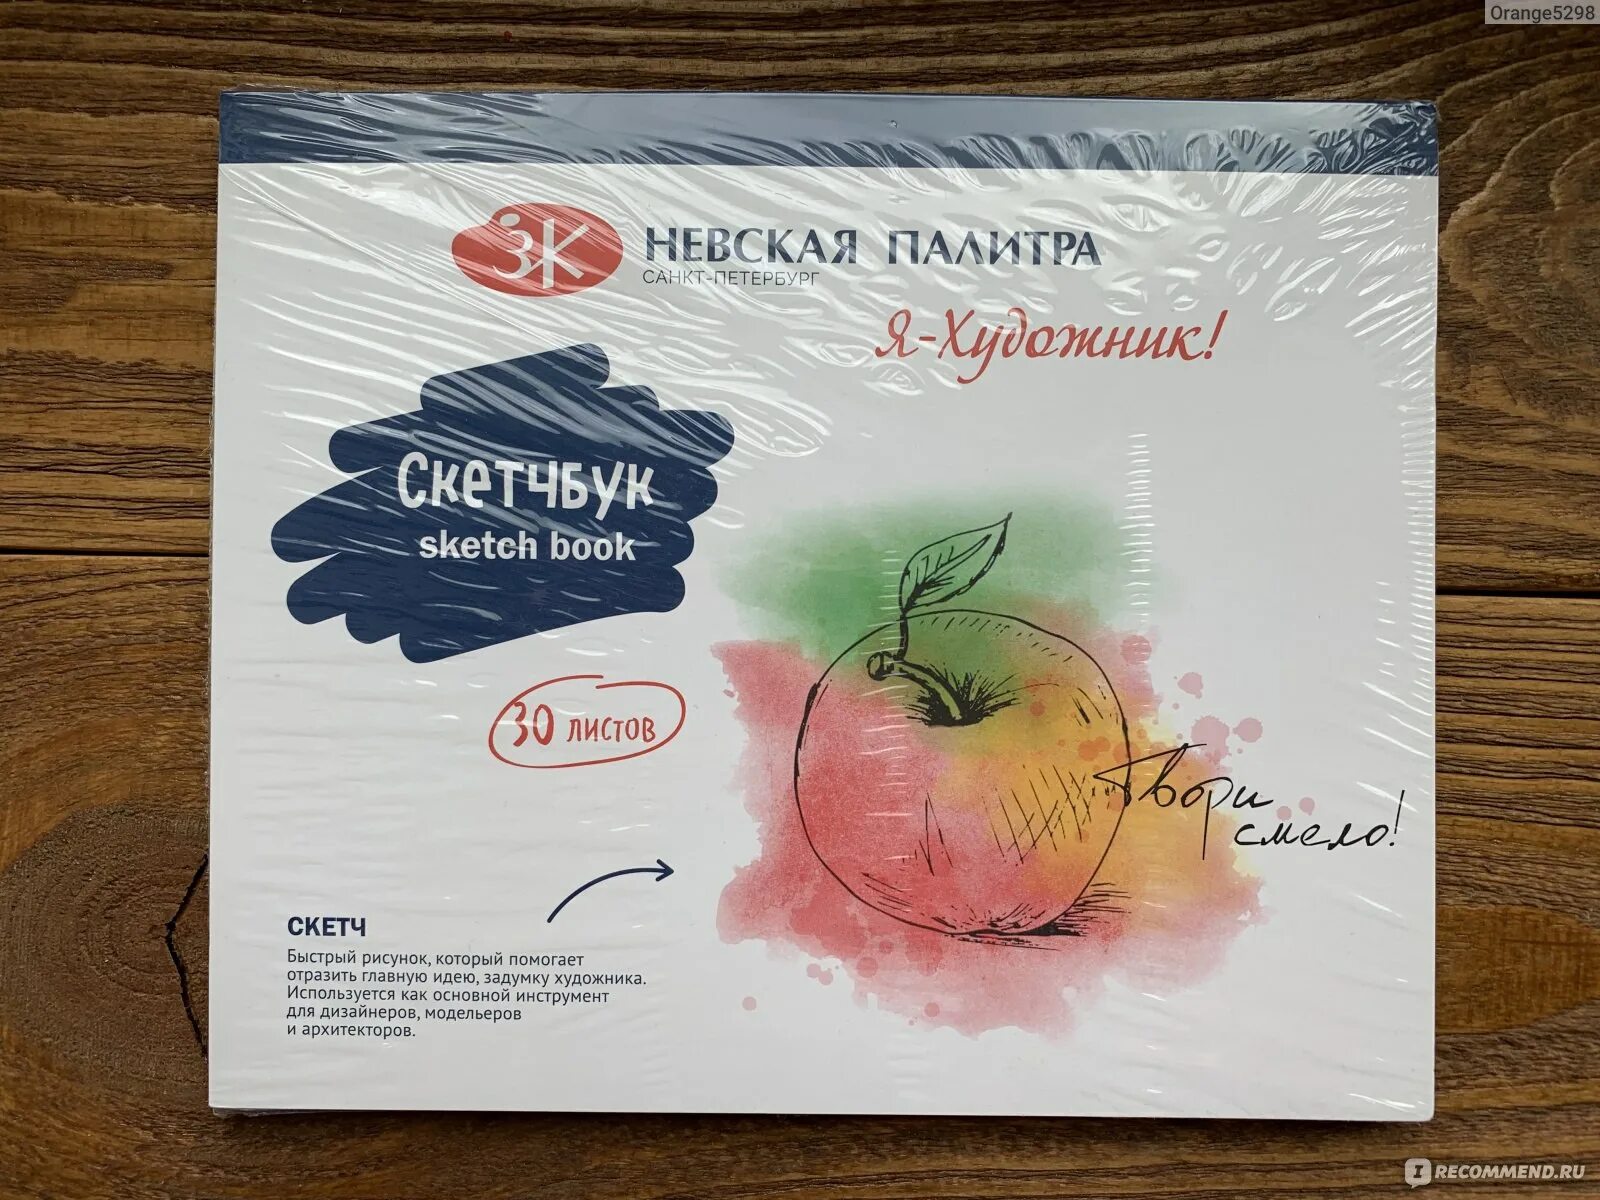 Orange5298
ЗК НЕВСКАЯ ПАЛИТРА
САНКТ-ПЕТЕРБУРГ
Я-Художник!
Скетчбук
sketch book
30 листов
Твори
смело!
СКЕТЧ
Быстрый рисунок, который помогает
отразить главную идею, задумку художника.
Используется как основной инструмент
для дизайнеров, модельеров
и архитекторов.
IRECOMMEND.RU